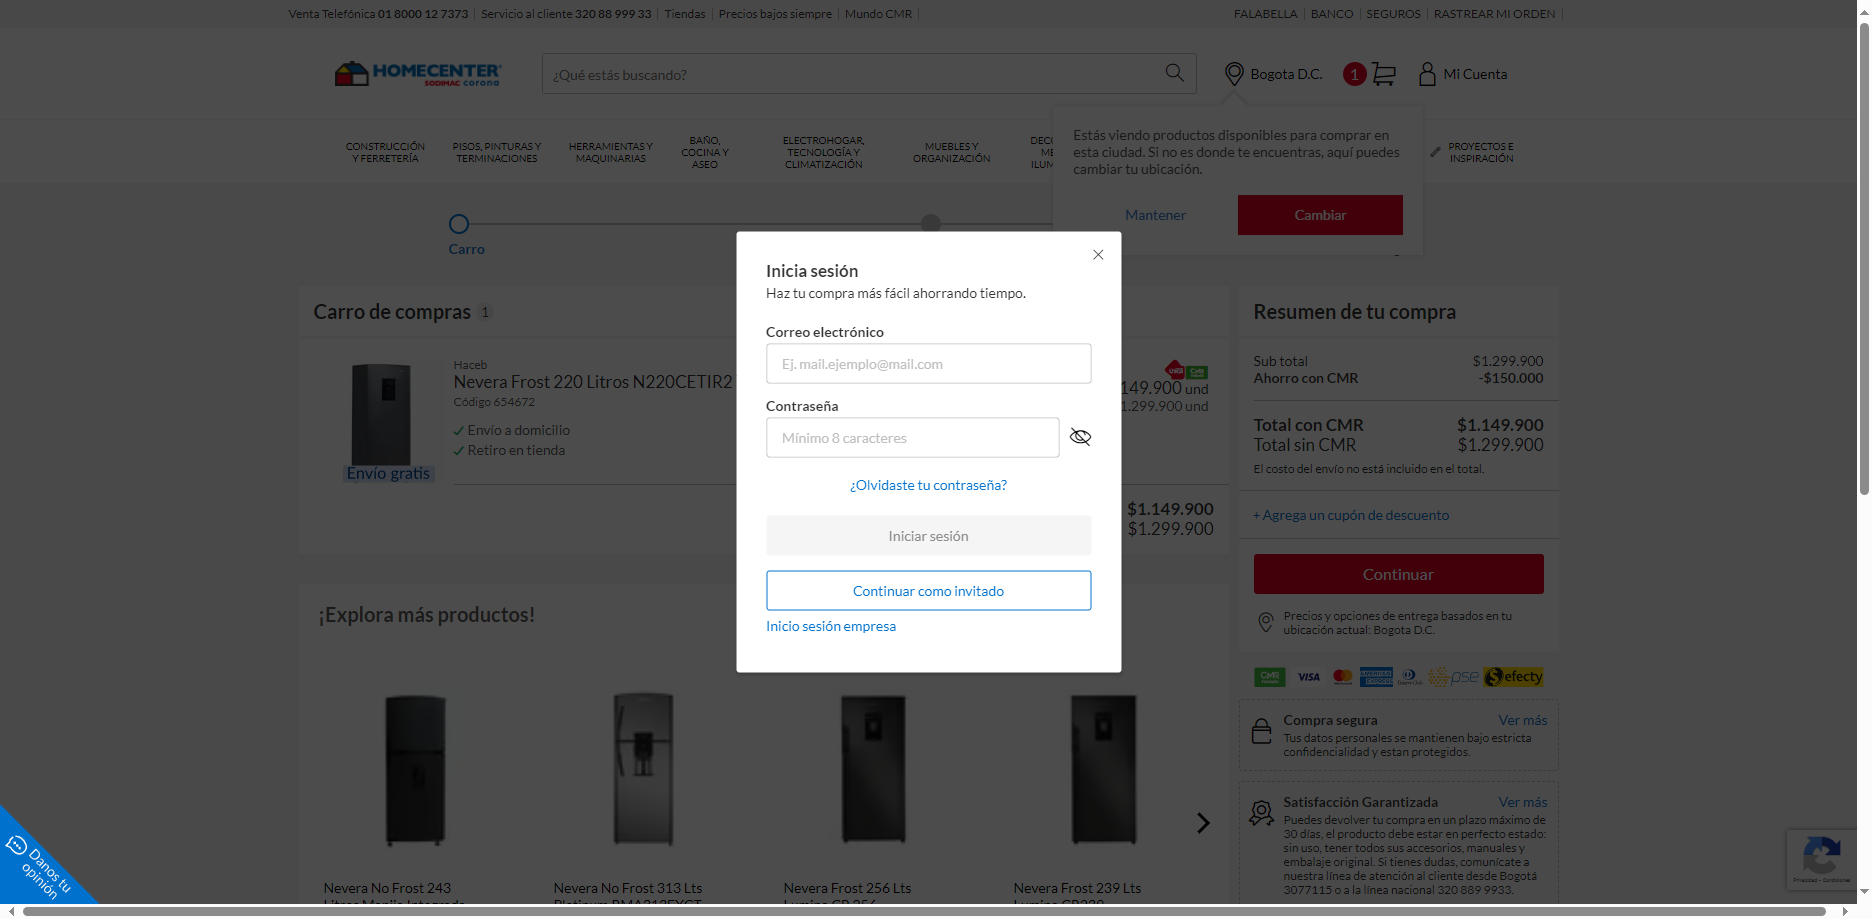 Venta Telefónica 01 8000 12 7373
Servicio al cliente 320 88 999 33
Tiendas
Precios bajos siempre
Mundo CMR
FALABELLA
BANCO
SEGUROS
RASTREAR MI ORDEN
HOMECENTER
SODIMAC corona
¿Qué estás buscando?
Bogota D.C.
1
Mi Cuenta
CONSTRUCCIÓN
Y FERRETERÍA
PISOS, PINTURAS Y
TERMINACIONES
HERRAMIENTAS Y
MAQUINARIAS
BAÑO,
COCINA Y
ASEO
ELECTROHOGAR,
TECNOLOGÍA Y
CLIMATIZACIÓN
MUEBLES Y
ORGANIZACIÓN
PROYECTOS E
INSPIRACIÓN
Estás viendo productos disponibles para comprar en
esta ciudad. Si no es donde te encuentras, aquí puedes
cambiar tu ubicación.
Mantener
Cambiar
Carro
Inicia sesión
Haz tu compra más fácil ahorrando tiempo.
Correo electrónico
Ej. mail.ejemplo@mail.com
Contraseña
Mínimo 8 caracteres
¿Olvidaste tu contraseña?
Iniciar sesión
Continuar como invitado
Inicio sesión empresa
Carro de compras 1
Haceb
Nevera Frost 220 Litros N220CETIR2
Código 654672
Envío a domicilio
Retiro en tienda
Envío gratis
149.900 und
1.299.900 und
$1.149.900
$1.299.900
Resumen de tu compra
Sub total $1.299.900
Ahorro con CMR -$150.000
Total con CMR $1.149.900
Total sin CMR $1.299.900
El costo del envío no está incluido en el total.
+ Agrega un cupón de descuento
Continuar
Precios y opciones de entrega basados en tu
ubicación actual: Bogota D.C.
CMR
VISA
pse
efecty
Compra segura Ver más
Tus datos personales se mantienen bajo estricta
confidencialidad y estan protegidos.
Satisfacción Garantizada Ver más
Puedes devolver tu compra en un plazo máximo de
30 días, el producto debe estar en perfecto estado:
sin uso, tener todos sus accesorios, manuales y
embalaje original. Si tienes dudas, comunícate a
nuestra línea de atención al cliente desde Bogotá
3077115 o a la línea nacional 320 889 9933.
¡Explora más productos!
Nevera No Frost 243
Litros Manija Integrada
Nevera No Frost 313 Lts
Nevera Frost 256 Lts
Nevera Frost 239 Lts
Danos tu
opinión